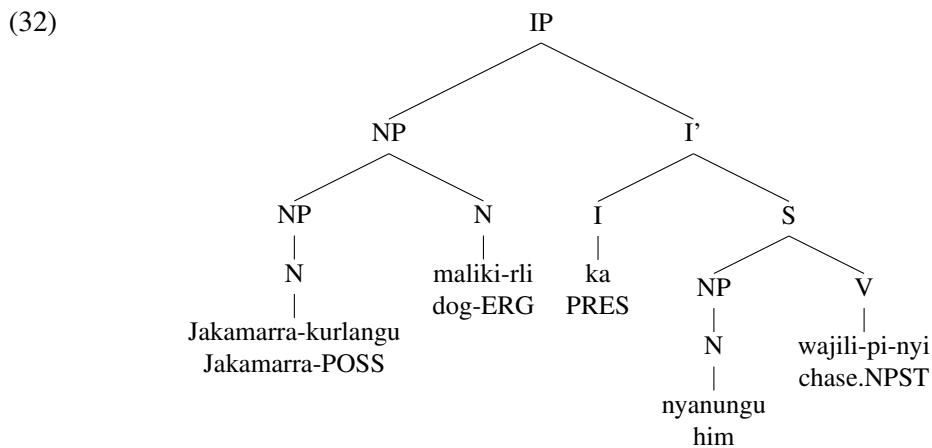 (32)
IP
NP I’
NP N I S
N maliki-rli ka NP V
dog-ERG PRES
Jakamarra-kurlangu N wajili-pi-nyi
Jakamarra-POSS chase.NPST
nyanungu
him